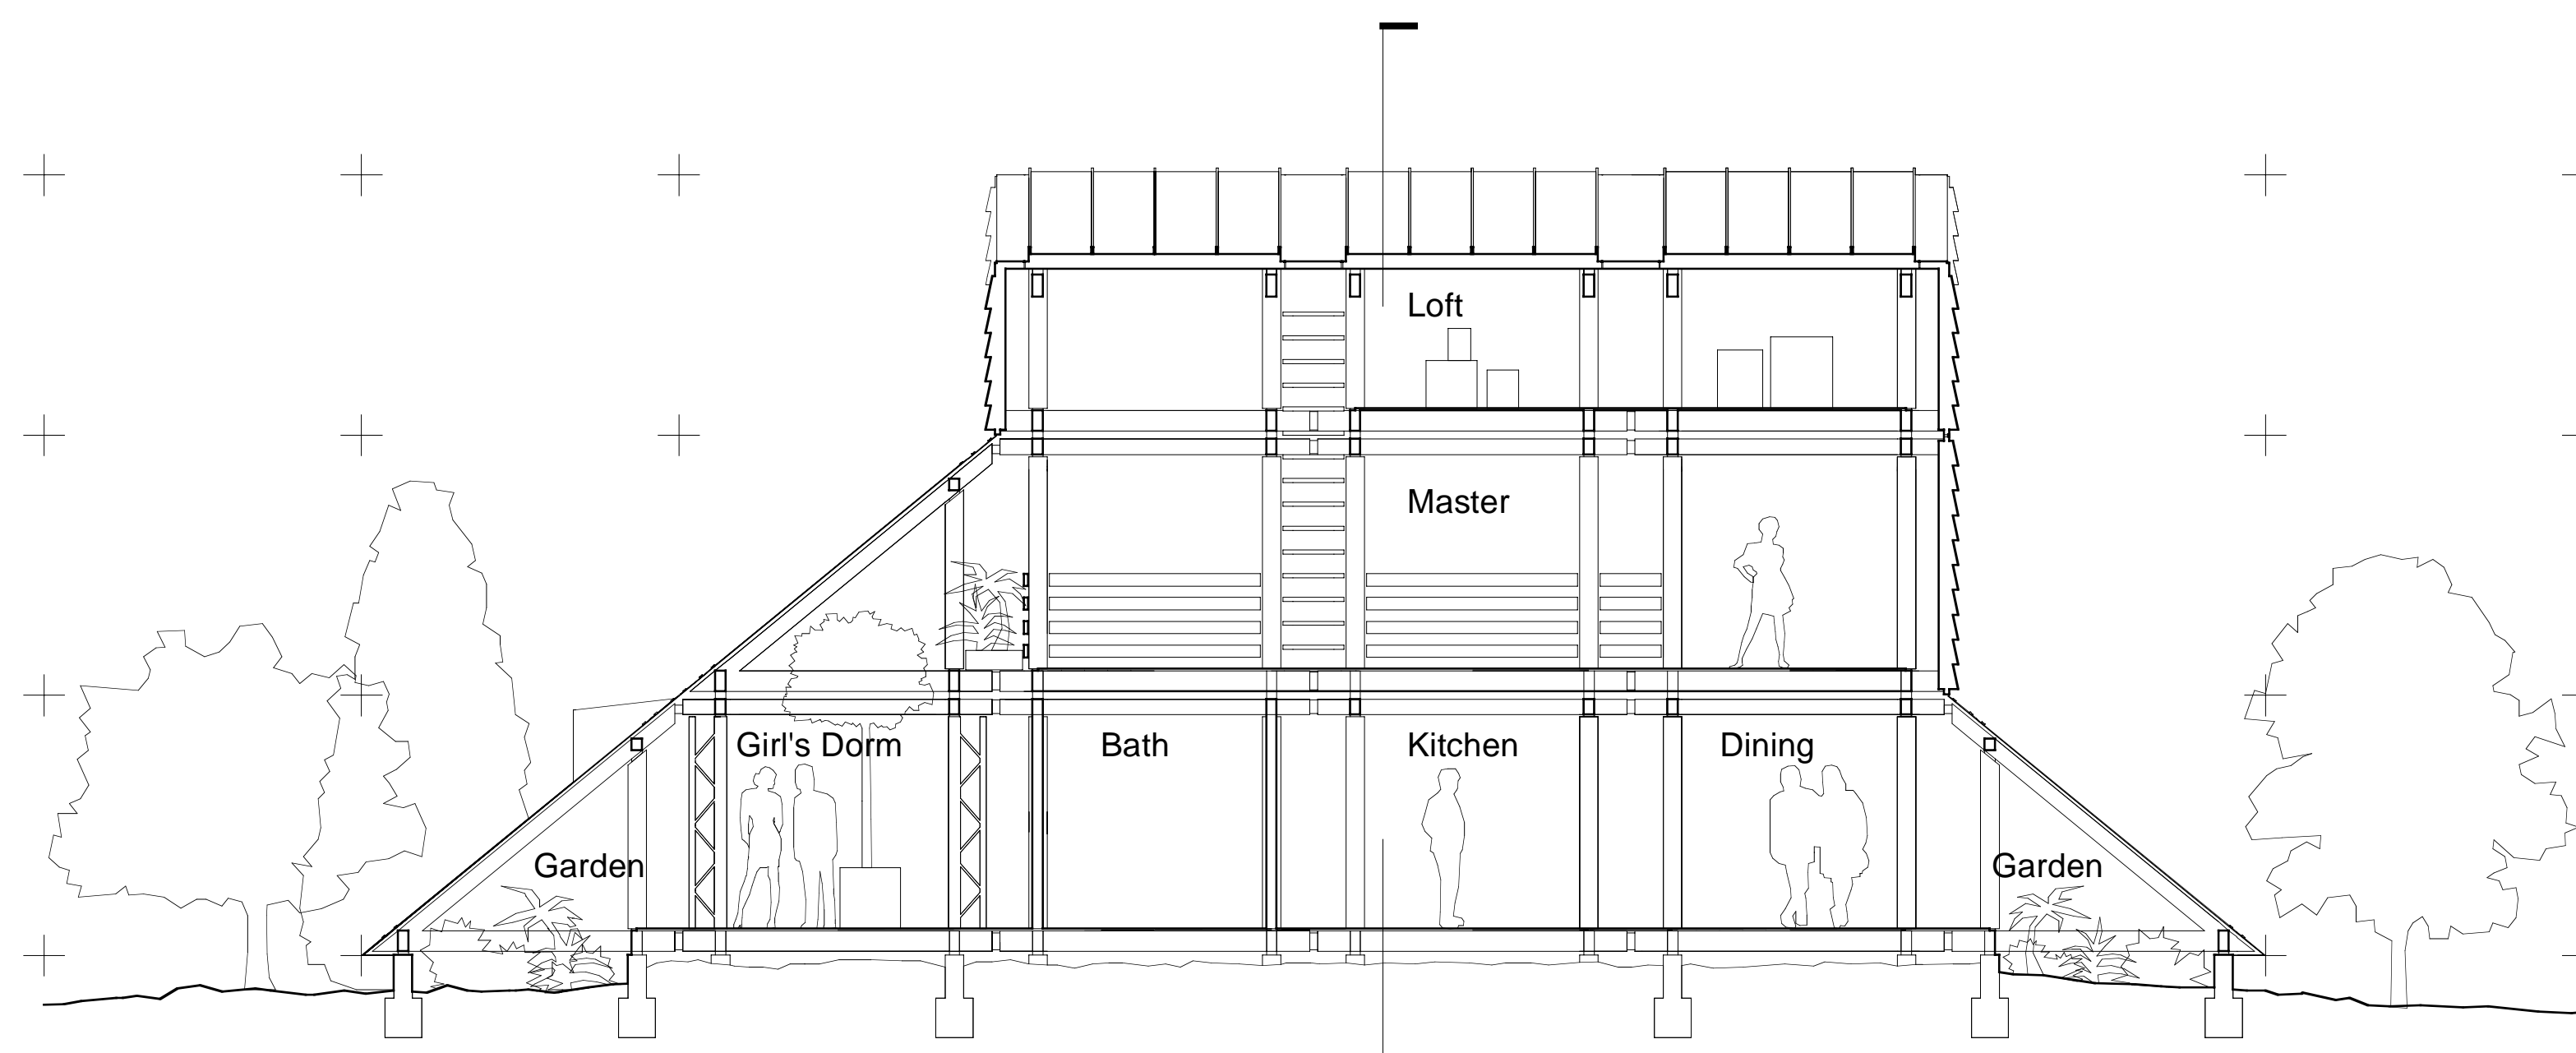 Loft
Master
Girl's Dorm
Bath
Kitchen
Dining
Garden
Garden